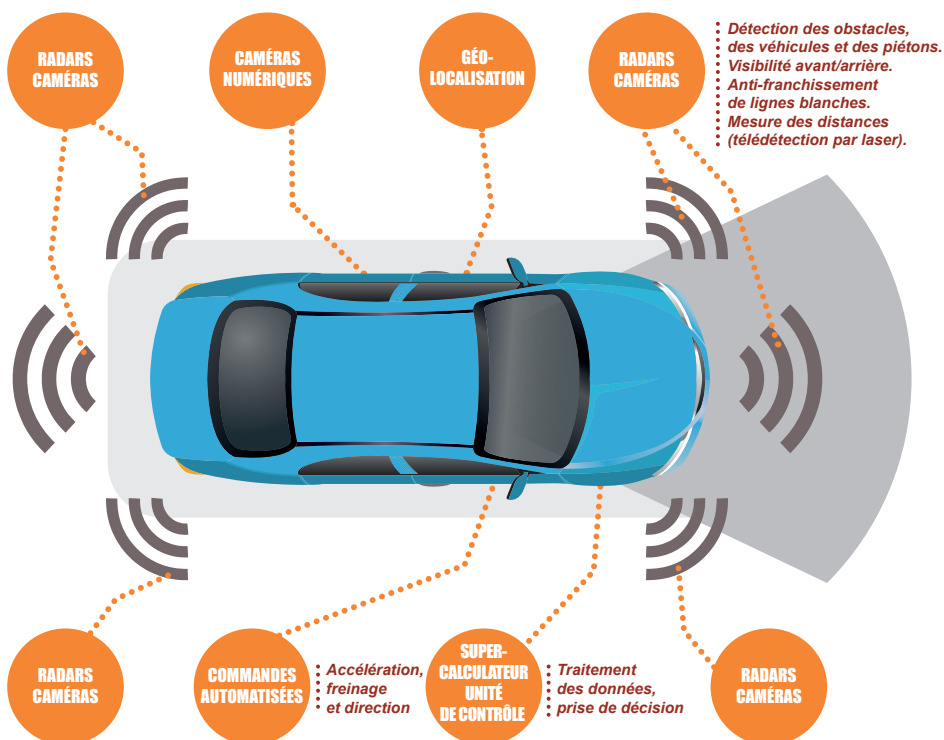 RADARS
CAMÉRAS
CAMÉRAS
NUMÉRIQUES
GÉO-
LOCALISATION
RADARS
CAMÉRAS
Détection des obstacles,
des véhicules et des piétons.
Visibilité avant/arrière.
Anti-franchissement
de lignes blanches.
Mesure des distances
(télédétection par laser).
RADARS
CAMÉRAS
COMMANDES
AUTOMATISÉES
Accélération,
freinage
et direction
SUPER-
CALCULATEUR
UNITÉ
DE CONTRÔLE
Traitement
des données,
prise de décision
RADARS
CAMÉRAS